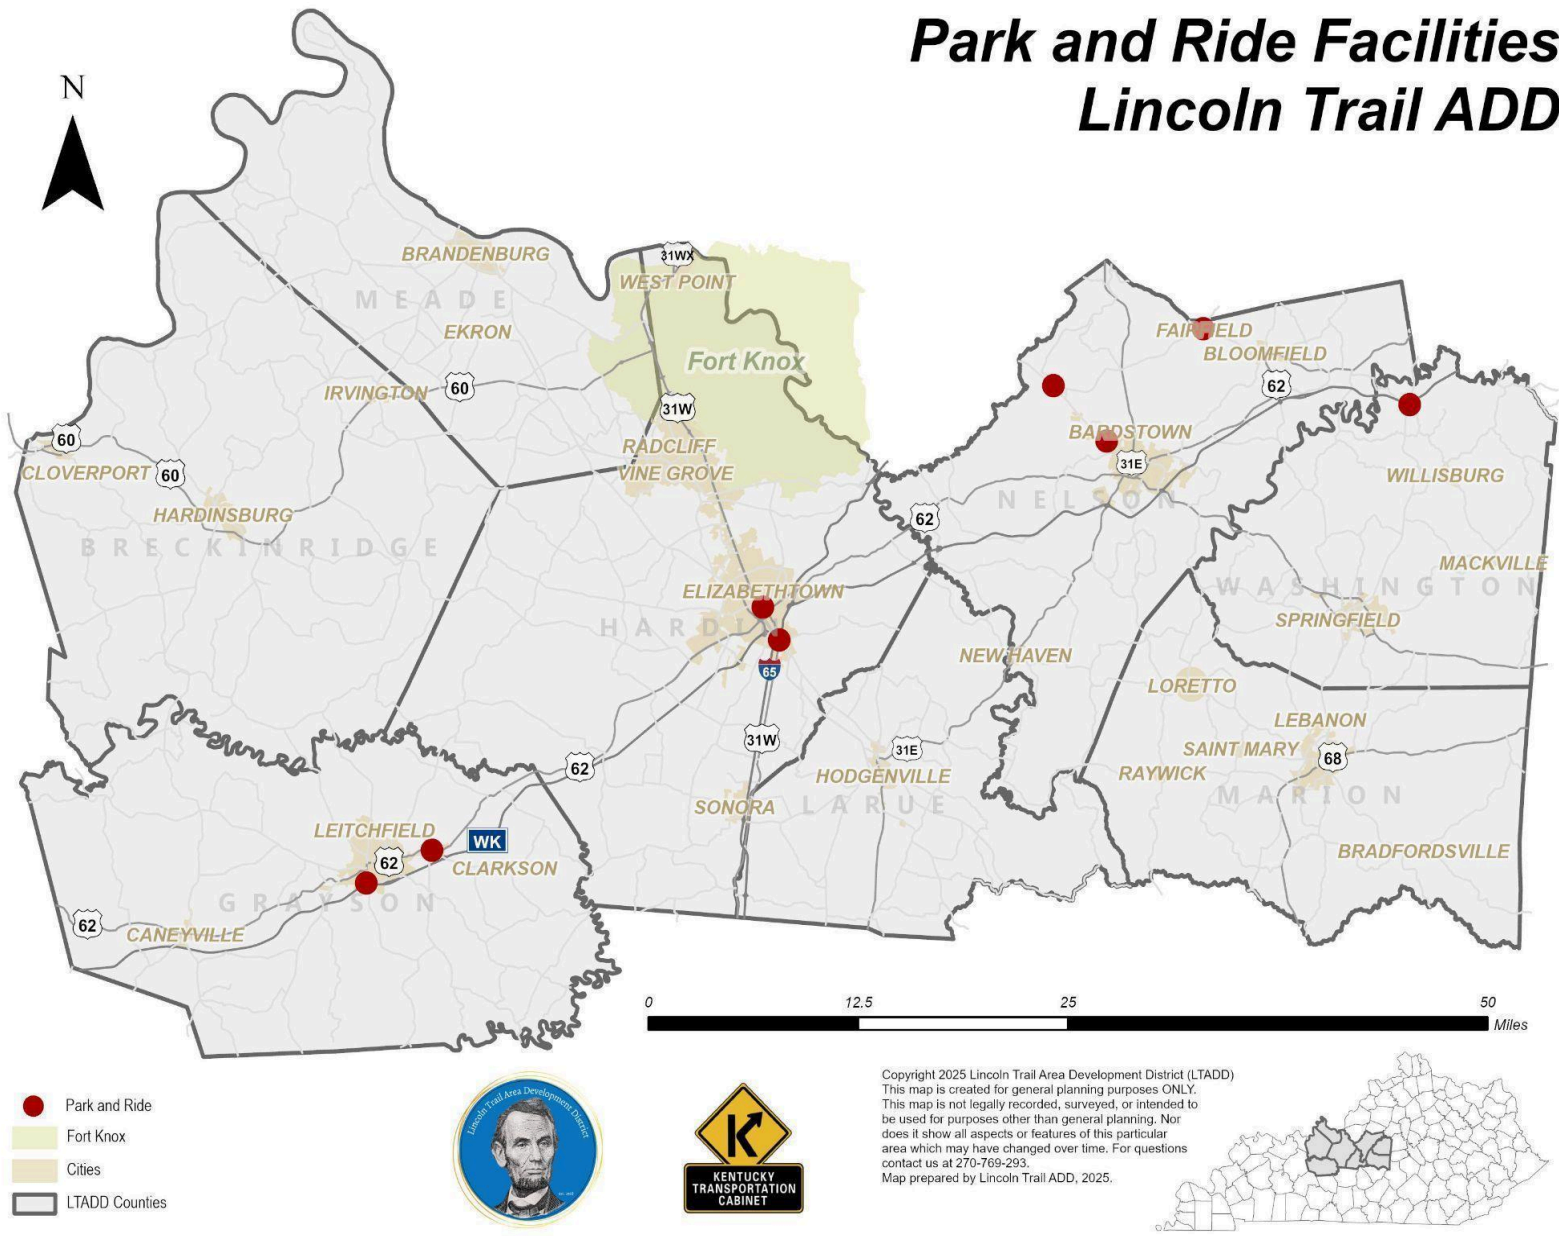 Park and Ride Facilities
Lincoln Trail ADD
N
BRANDENBURG
31WX
WEST POINT
MEADE
EKRON
FAIRFIELD
BLOOMFIELD
Fort Knox
IRVINGTON
60
62
31W
60
BARDSTOWN
RADCLIFF
31E
CLOVERPORT
60
VINE GROVE
WILLISBURG
NELSON
HARDINSBURG
62
BRECKINRIDGE
MACKVILLE
WASHINGTON
ELIZABETHTOWN
HARDIN
SPRINGFIELD
NEW HAVEN
65
LORETTO
LEBANON
31W
31E
SAINT MARY
68
62
HODGENVILLE
RAYWICK
SONORA
LARUE
MARION
LEITCHFIELD
WK
62
CLARKSON
BRADFORDSVILLE
GRAYSON
62
CANEYVILLE
0 12.5 25 50
Miles
Park and Ride
Fort Knox
Cities
LTADD Counties
Lincoln Trail Area Development District
KENTUCKY
TRANSPORTATION
CABINET
Copyright 2025 Lincoln Trail Area Development District (LTADD)
This map is created for general planning purposes ONLY.
This map is not legally recorded, surveyed, or intended to
be used for purposes other than general planning. Nor
does it show all aspects or features of this particular
area which may have changed over time. For questions
contact us at 270-769-293.
Map prepared by Lincoln Trail ADD, 2025.